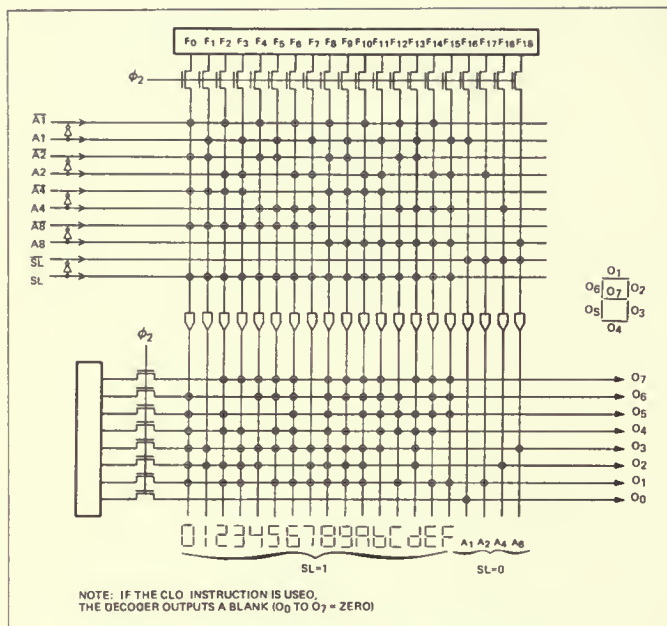 F0 F1 F2 F3 F4 F5 F6 F7 F8 F9 F10 F11 F12 F13 F14 F15 F16 F17 F18 F18
ϕ2
A1
A1
A2
A2
A4
A4
A8
A8
SL
SL
O1
O6 O7 O2
O5 O3
O4
ϕ2
O7
O6
O5
O4
O3
O2
O1
O0
0123456789AbCdEF A1 A2 A4 A8
SL=1 SL=0
NOTE: IF THE CLO INSTRUCTION IS USED,
THE DECODER OUTPUTS A BLANK (O0 TO O7 = ZERO)